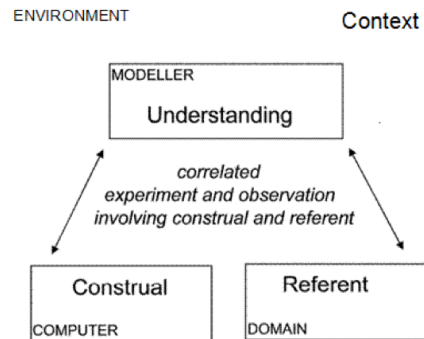 ENVIRONMENT
Context
MODELLER
Understanding
correlated
experiment and observation
involving construal and referent
Construal
COMPUTER
Referent
DOMAIN